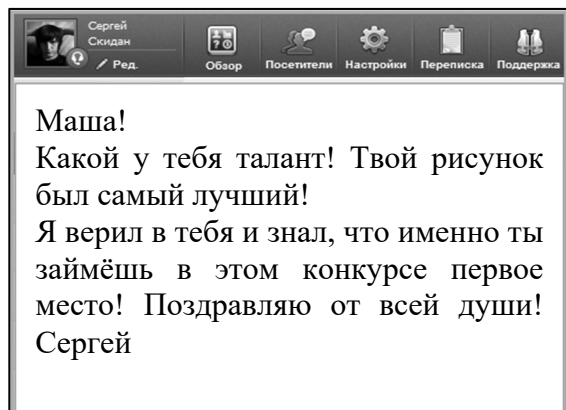 Сергей
Скидан
Ред.
Обзор
Посетители
Настройки
Переписка
Поддержка
Маша!
Какой у тебя талант! Твой рисунок
был самый лучший!
Я верил в тебя и знал, что именно ты
займёшь в этом конкурсе первое
место! Поздравляю от всей души!
Сергей